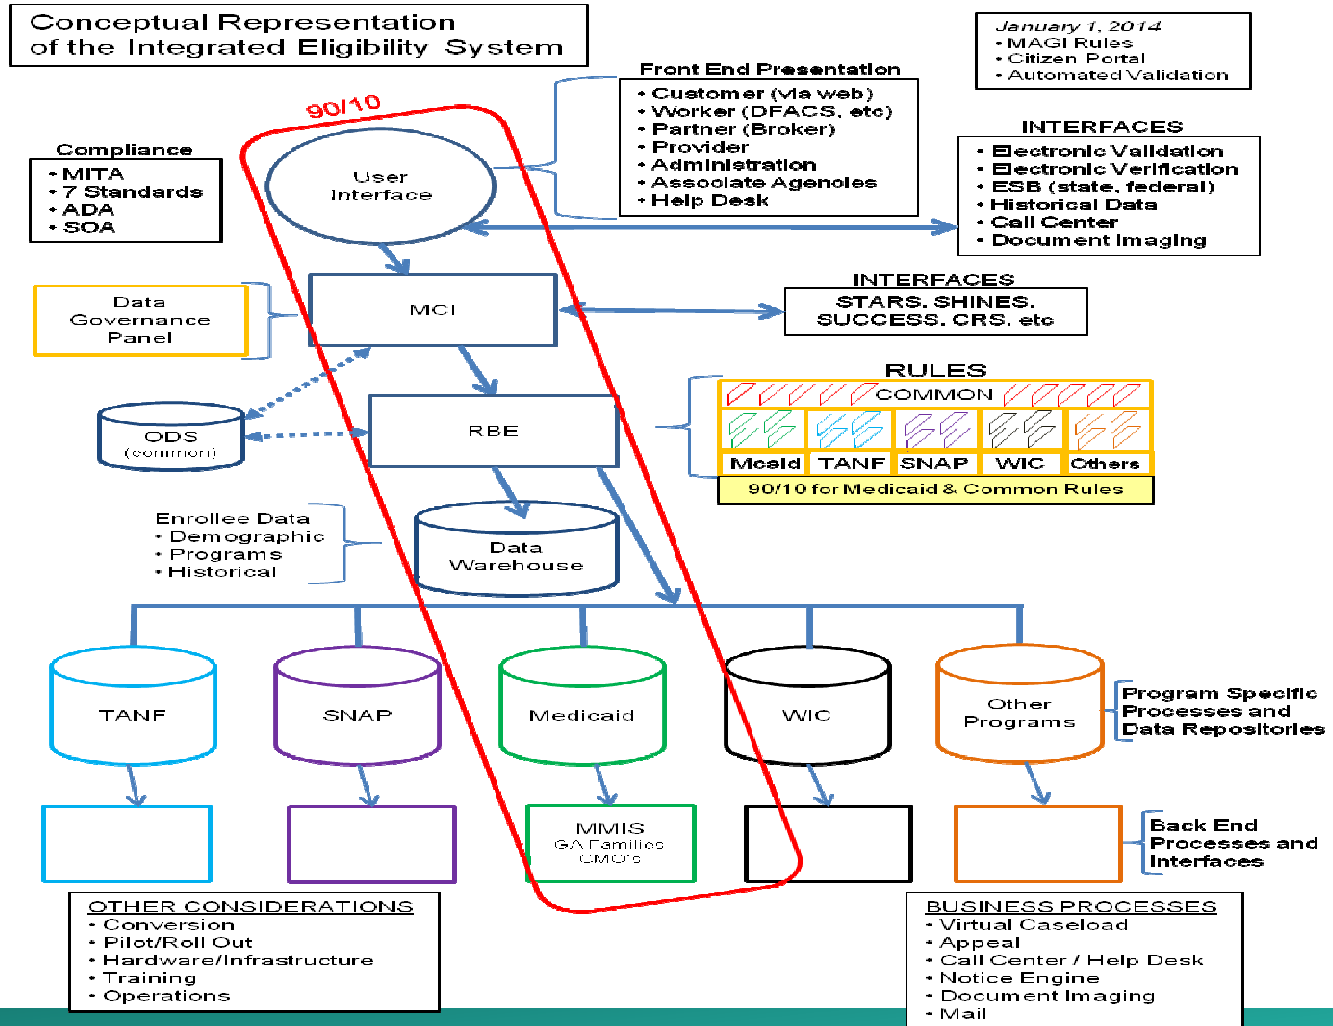 Conceptual Representation
of the Integrated Eligibility System
January 1, 2014
• MAGI Rules
• Citizen Portal
• Automated Validation
Front End Presentation
• Customer (via web)
• Worker (DFACS, etc)
• Partner (Broker)
• Provider
• Administration
• Associate Agencies
• Help Desk
90/10
Compliance
• MITA
• 7 Standards
• ADA
• SOA
User
Interface
INTERFACES
• Electronic Validation
• Electronic Verification
• ESB (state, federal)
• Historical Data
• Call Center
• Document Imaging
Data
Governance
Panel
MCI
INTERFACES
STARS, SHINES,
SUCCESS, CRS, etc
ODS
(common)
RBE
RULES
COMMON
Mcaid
TANF
SNAP
WIC
Others
90/10 for Medicaid & Common Rules
Enrollee Data
• Demographic
• Programs
• Historical
Data
Warehouse
TANF
SNAP
Medicaid
WIC
Other
Programs
Program Specific
Processes and
Data Repositories
MMIS
GA Families
CMO's
Back End
Processes and
Interfaces
OTHER CONSIDERATIONS
• Conversion
• Pilot/Roll Out
• Hardware/Infrastructure
• Training
• Operations
BUSINESS PROCESSES
• Virtual Caseload
• Appeal
• Call Center / Help Desk
• Notice Engine
• Document Imaging
• Mail